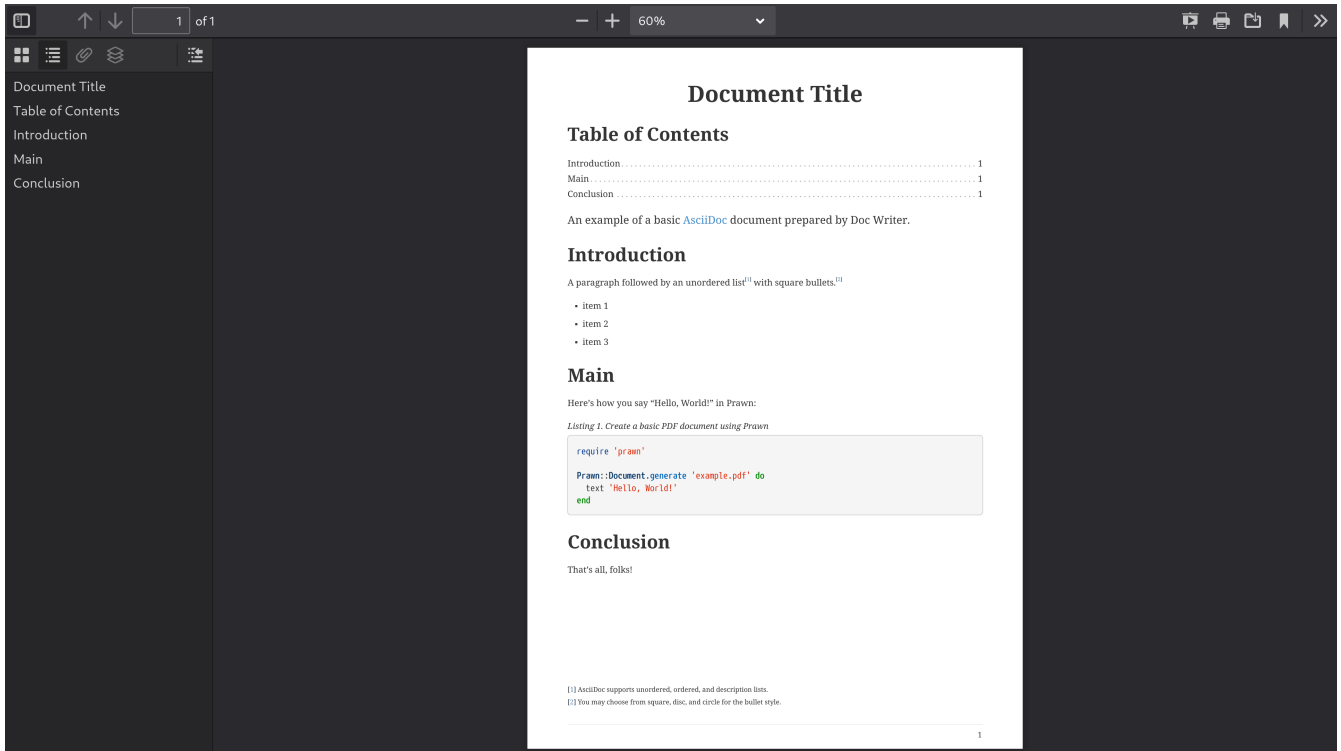 1 of 1
60%
Document Title
Table of Contents
Introduction
Main
Conclusion
Document Title
Table of Contents
Introduction 1
Main 1
Conclusion 1
An example of a basic AsciiDoc document prepared by Doc Writer.
Introduction
A paragraph followed by an unordered list[1] with square bullets.[2]
▪ item 1
▪ item 2
▪ item 3
Main
Here’s how you say “Hello, World!” in Prawn:
Listing 1. Create a basic PDF document using Prawn
require 'prawn'
Prawn::Document.generate 'example.pdf' do
  text 'Hello, World!'
end
Conclusion
That’s all, folks!
[1] AsciiDoc supports unordered, ordered, and description lists.
[2] You may choose from square, disc, and circle for the bullet style.
1